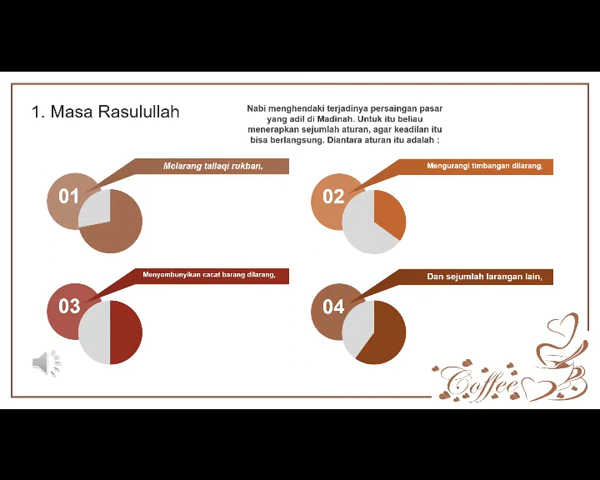 1. Masa Rasulullah
Nabi menghendaki terjadinya persaingan pasar
yang adil di Madinah. Untuk itu beliau
menerapkan sejumlah aturan, agar keadilan itu
bisa berlangsung. Diantara aturan itu adalah :
01
Melarang tallaqi rukban,
02
Mengurangi timbangan dilarang,
03
Menyembunyikan cacat barang dilarang,
04
Dan sejumlah larangan lain,
Coffee